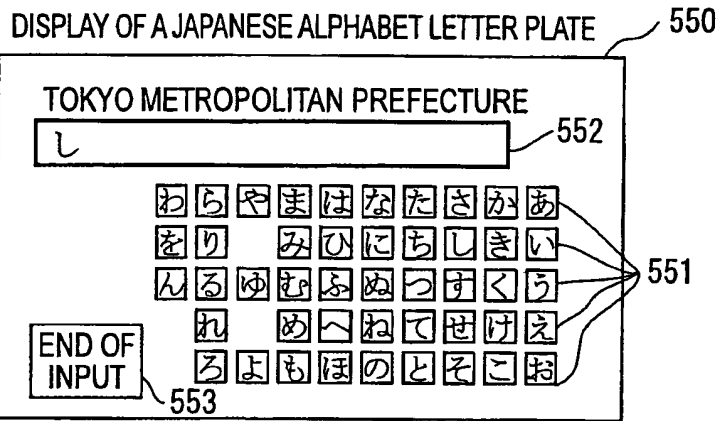 DISPLAY OF A JAPANESE ALPHABET LETTER PLATE 550
TOKYO METROPOLITAN PREFECTURE
し 552
わ ら や ま は な た さ か あ
を り み ひ に ち し き い
ん る ゆ む ふ ぬ つ す く う 551
れ め へ ね て せ け え
ろ よ も ほ の と そ こ お
END OF
INPUT
553